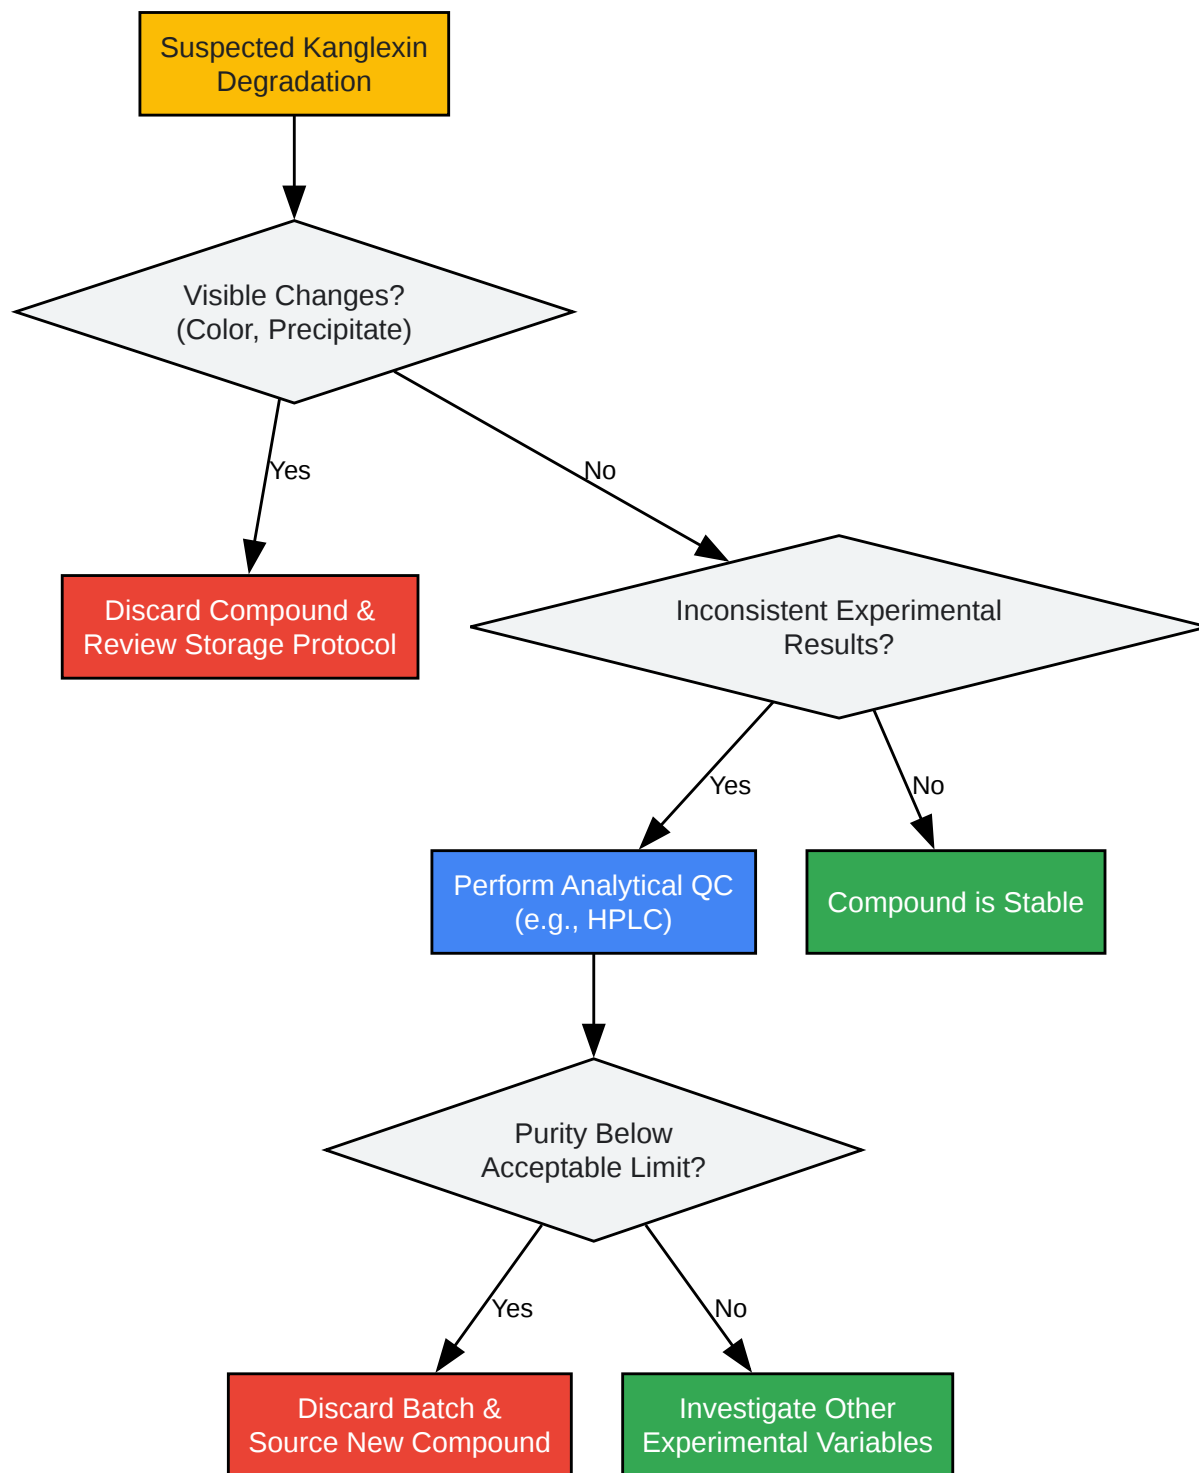 Suspected Kanglexin
Degradation
Visible Changes?
(Color, Precipitate)
Yes
No
Discard Compound &
Review Storage Protocol
Inconsistent Experimental
Results?
Yes
No
Perform Analytical QC
(e.g., HPLC)
Compound is Stable
Purity Below
Acceptable Limit?
Yes
No
Discard Batch &
Source New Compound
Investigate Other
Experimental Variables